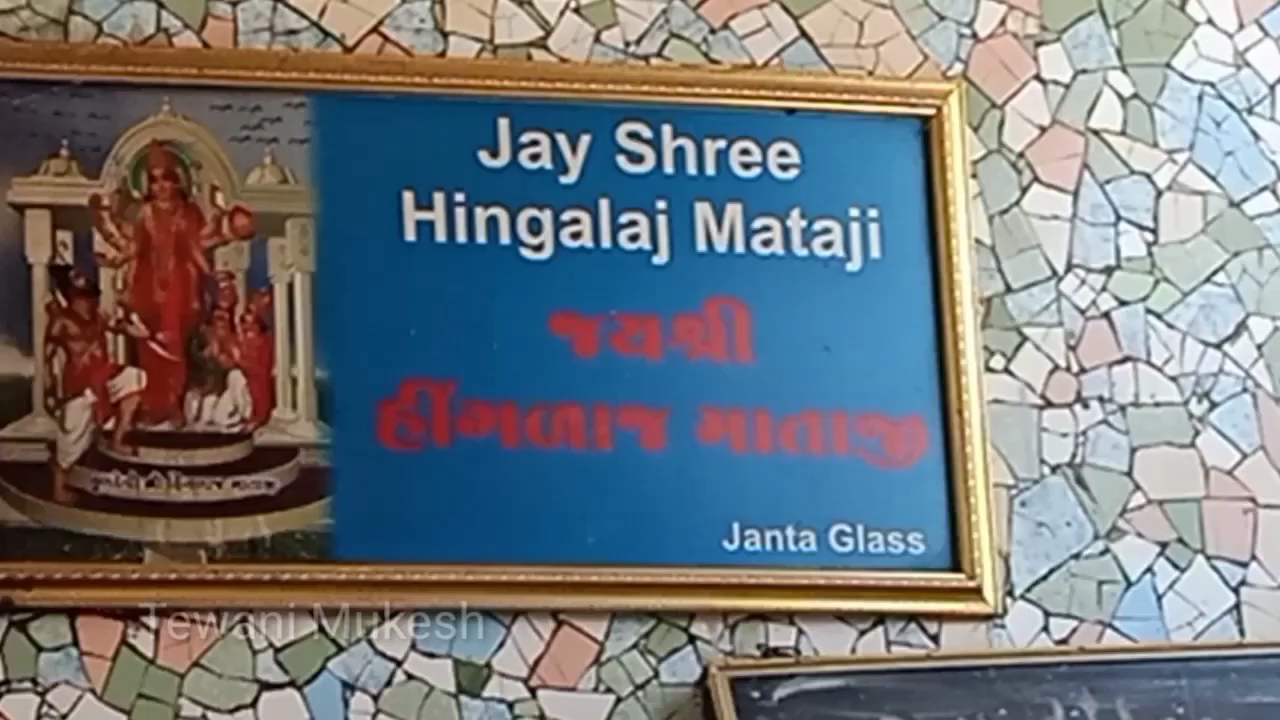 Jay Shree
Hingalaj Mataji
જયશ્રી
હીંગળાજ માતાજી
Janta Glass
Tewani Mukesh